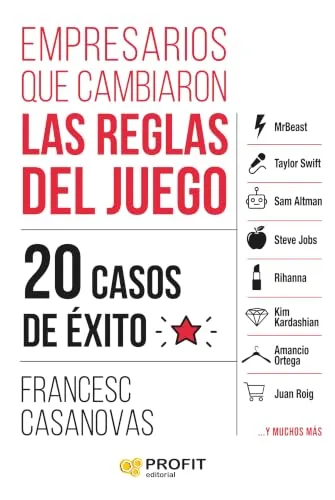 EMPRESARIOS
QUE CAMBIARON
LAS REGLAS
DEL JUEGO
20 CASOS
DE ÉXITO
FRANCESC
CASANOVAS
MrBeast
Taylor Swift
Sam Altman
Steve Jobs
Rihanna
Kim
Kardashian
Amancio
Ortega
Juan Roig
...Y MUCHOS MÁS
PROFIT
editorial